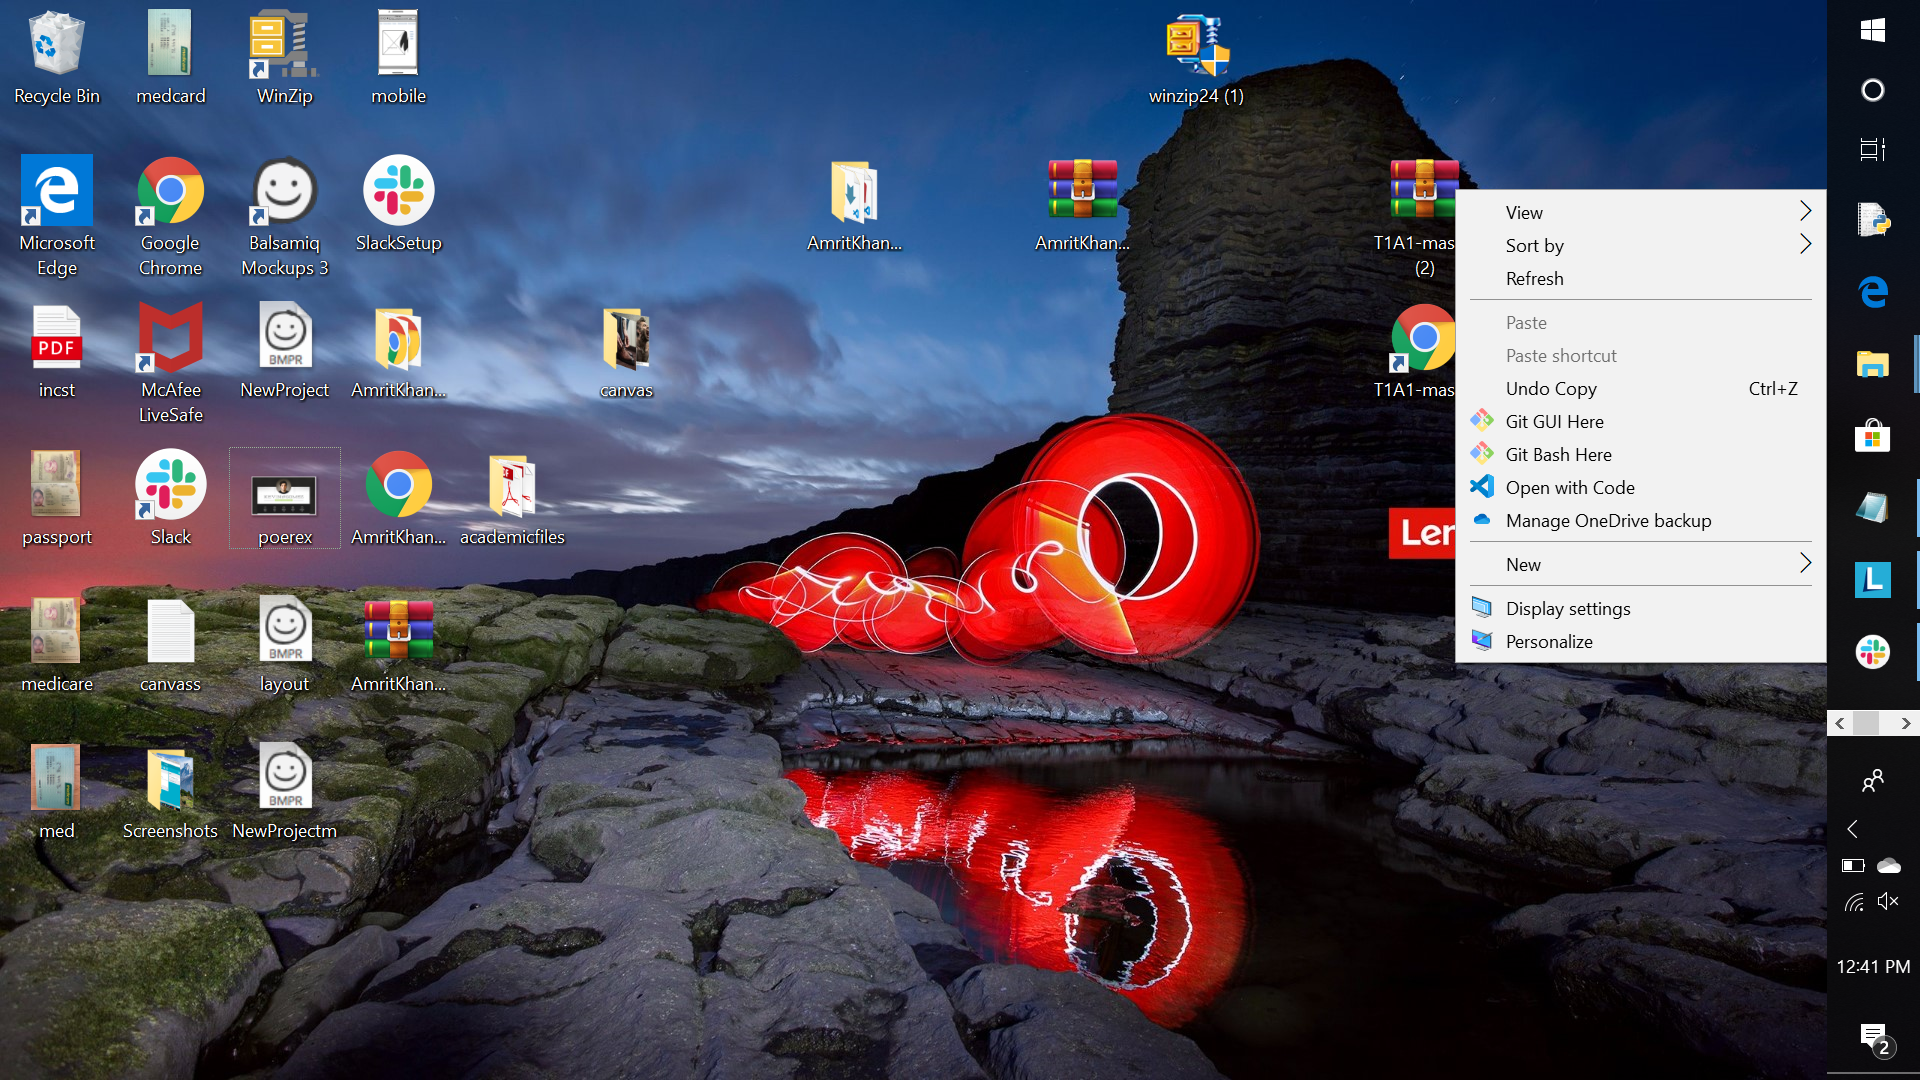 Recycle Bin
medcard
WinZip
mobile
winzip24 (1)
Microsoft
Edge
Google
Chrome
Balsamiq
Mockups 3
SlackSetup
AmritKhan...
AmritKhan...
T1A1-mas
(2)
PDF
incst
McAfee
LiveSafe
BMPR
NewProject
AmritKhan...
canvas
T1A1-mas
passport
Slack
poerex
AmritKhan...
academicfiles
Len
medicare
canvass
BMPR
layout
AmritKhan...
med
Screenshots
BMPR
NewProjectm
View
Sort by
Refresh
Paste
Paste shortcut
Undo Copy Ctrl+Z
Git GUI Here
Git Bash Here
Open with Code
Manage OneDrive backup
New
Display settings
Personalize
L
12:41 PM
2